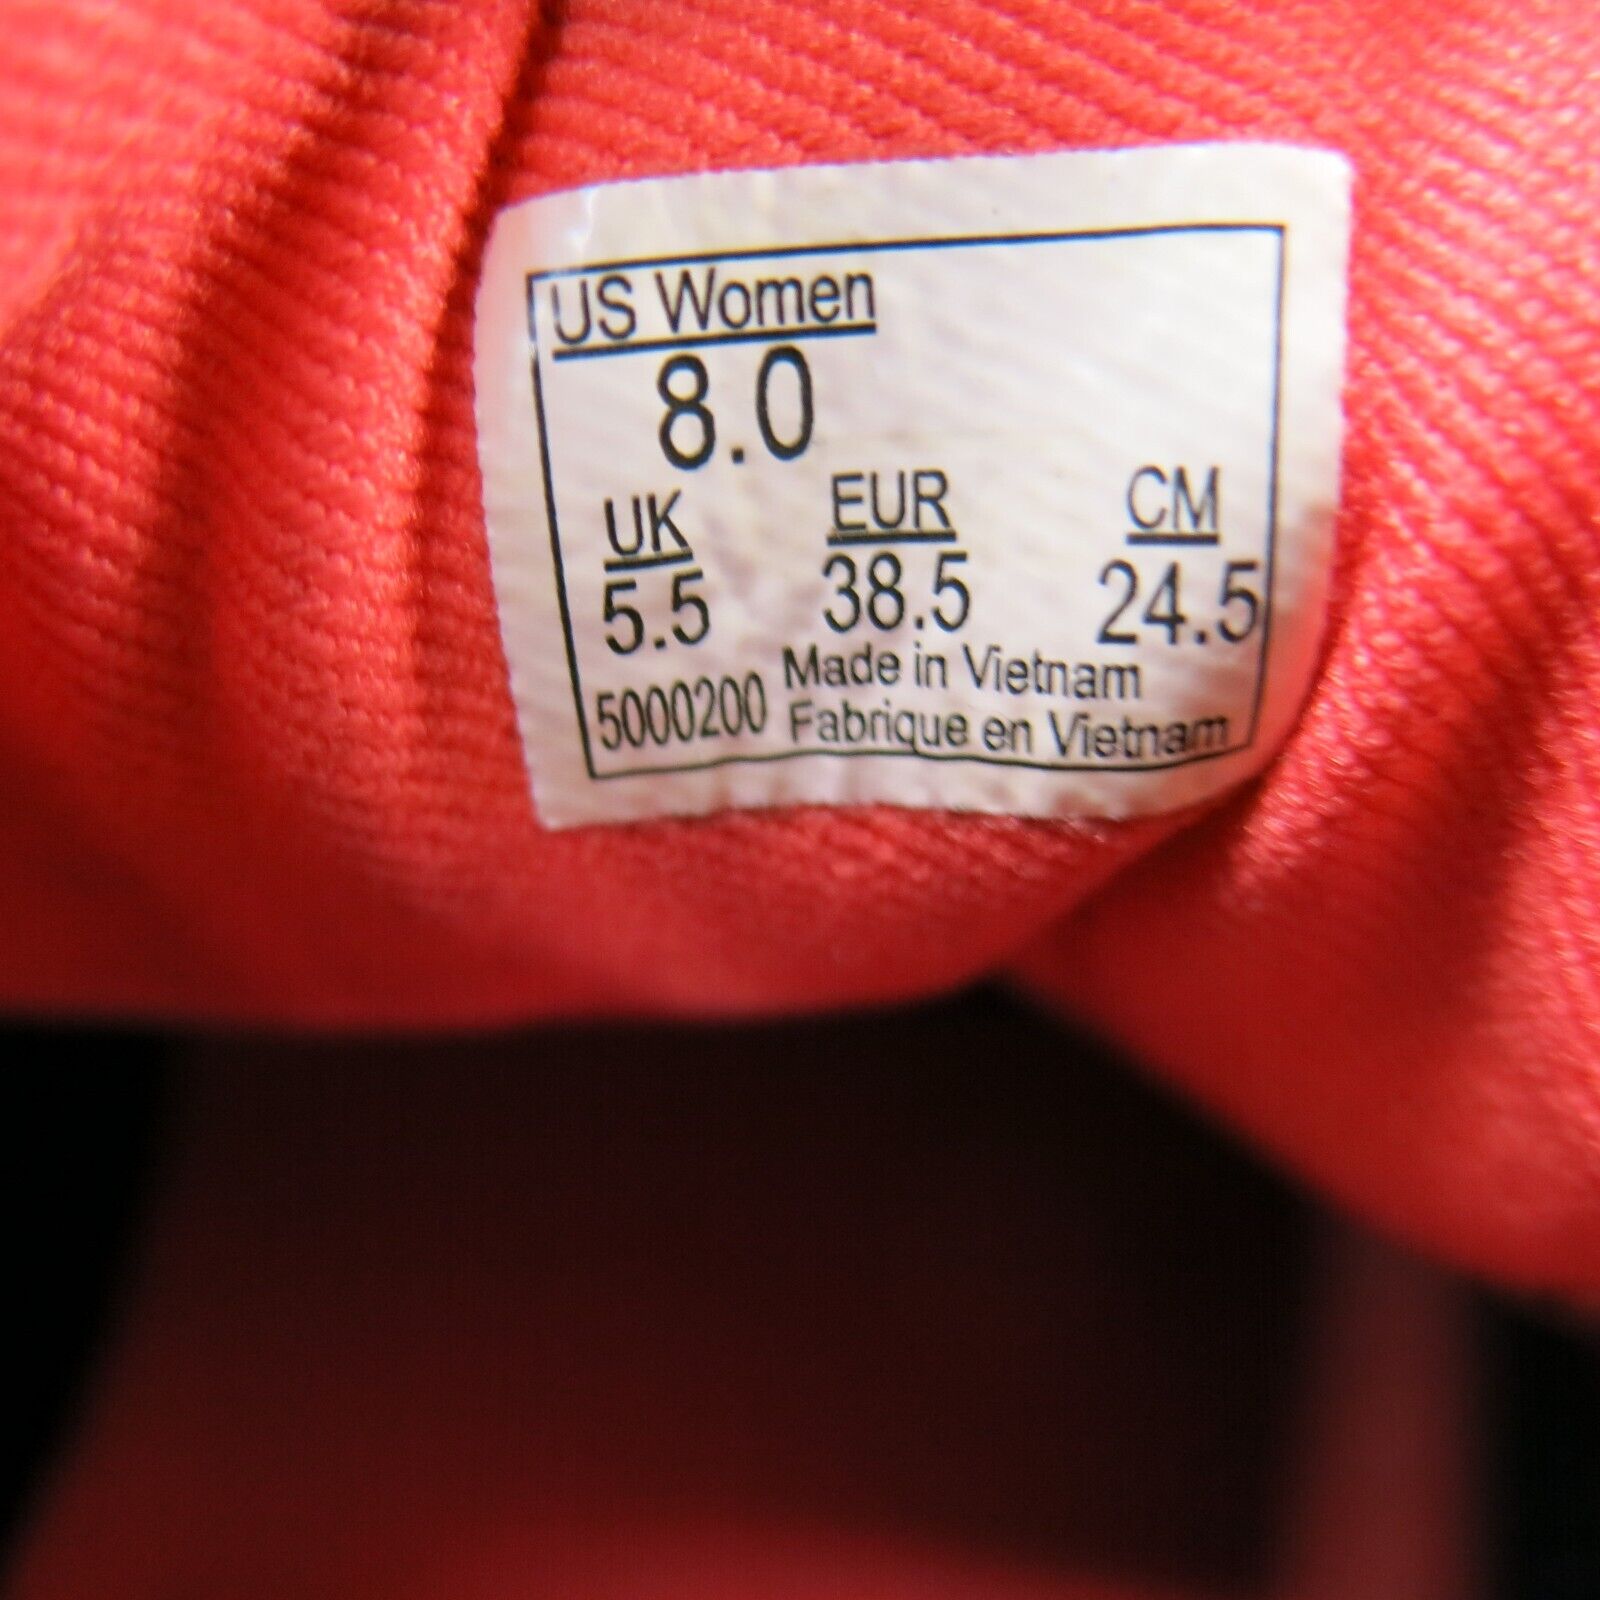 US Women
8.0
UK EUR CM
5.5 38.5 24.5
5000200 Made in Vietnam
Fabrique en Vietnam